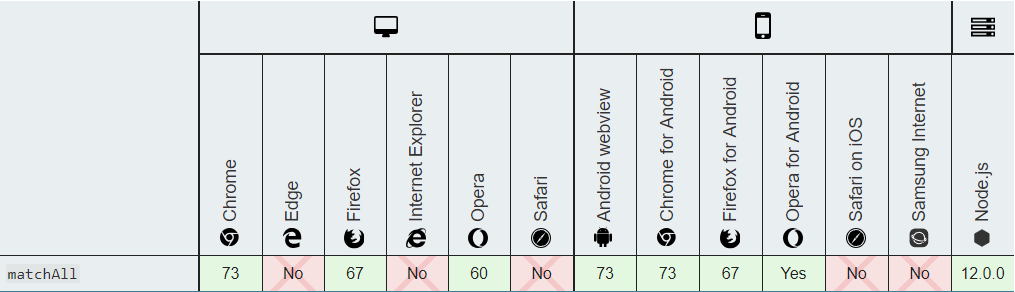 Chrome
Edge
Firefox
Internet Explorer
Opera
Safari
Android webview
Chrome for Android
Firefox for Android
Opera for Android
Safari on iOS
Samsung Internet
Node.js
matchAll 73 No 67 No 60 No 73 73 67 Yes No No 12.0.0